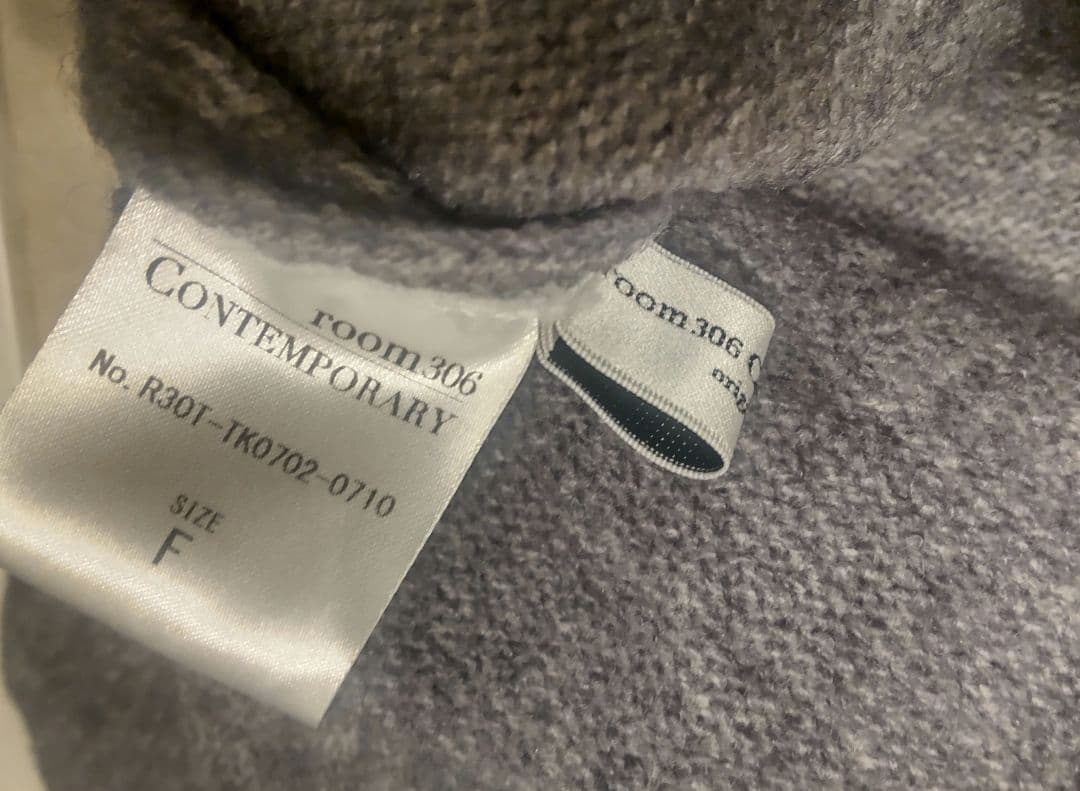 room306
CONTEMPORARY
No. R30T-TK0702-0710
SIZE
F
room306